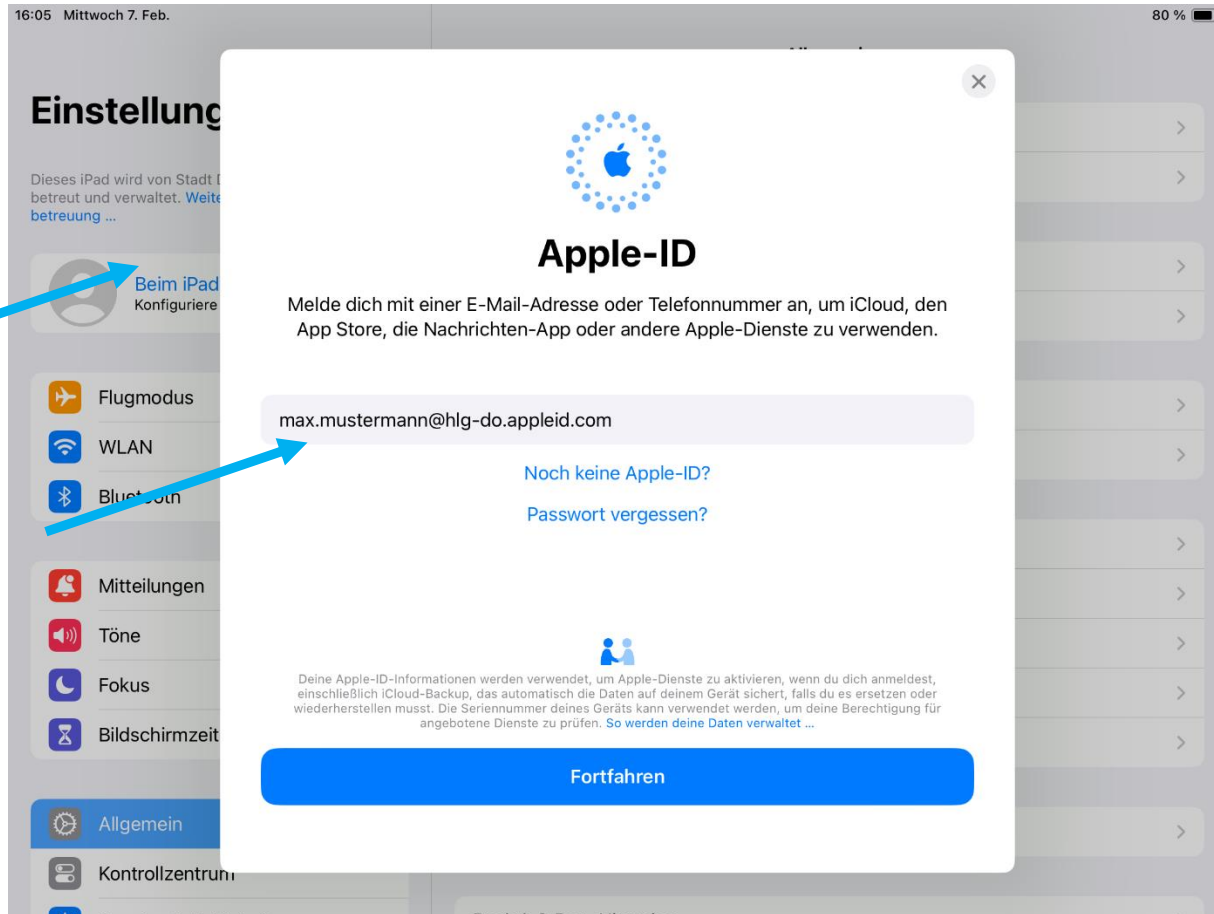 16:05 Mittwoch 7. Feb.
80 %
Dieses iPad wird von Stadt
betreut und verwaltet.
betreuung ...
Beim iPad
Konfiguriere
Flugmodus
WLAN
Bluetooth
Mitteilungen
Töne
Fokus
Bildschirmzeit
Allgemein
Kontrollzentrum
Apple-ID
Melde dich mit einer E-Mail-Adresse oder Telefonnummer an, um iCloud, den
App Store, die Nachrichten-App oder andere Apple-Dienste zu verwenden.
max.mustermann@hlg-do.appleid.com
Noch keine Apple-ID?
Passwort vergessen?
Deine Apple-ID-Informationen werden verwendet, um Apple-Dienste zu aktivieren, wenn du dich anmeldest,
einschließlich iCloud-Backup, das automatisch die Daten auf deinem Gerät sichert, falls du es ersetzen oder
wiederherstellen musst. Die Seriennummer deines Geräts kann verwendet werden, um deine Berechtigung für
angebotene Dienste zu prüfen. So werden deine Daten verwaltet ...
Fortfahren